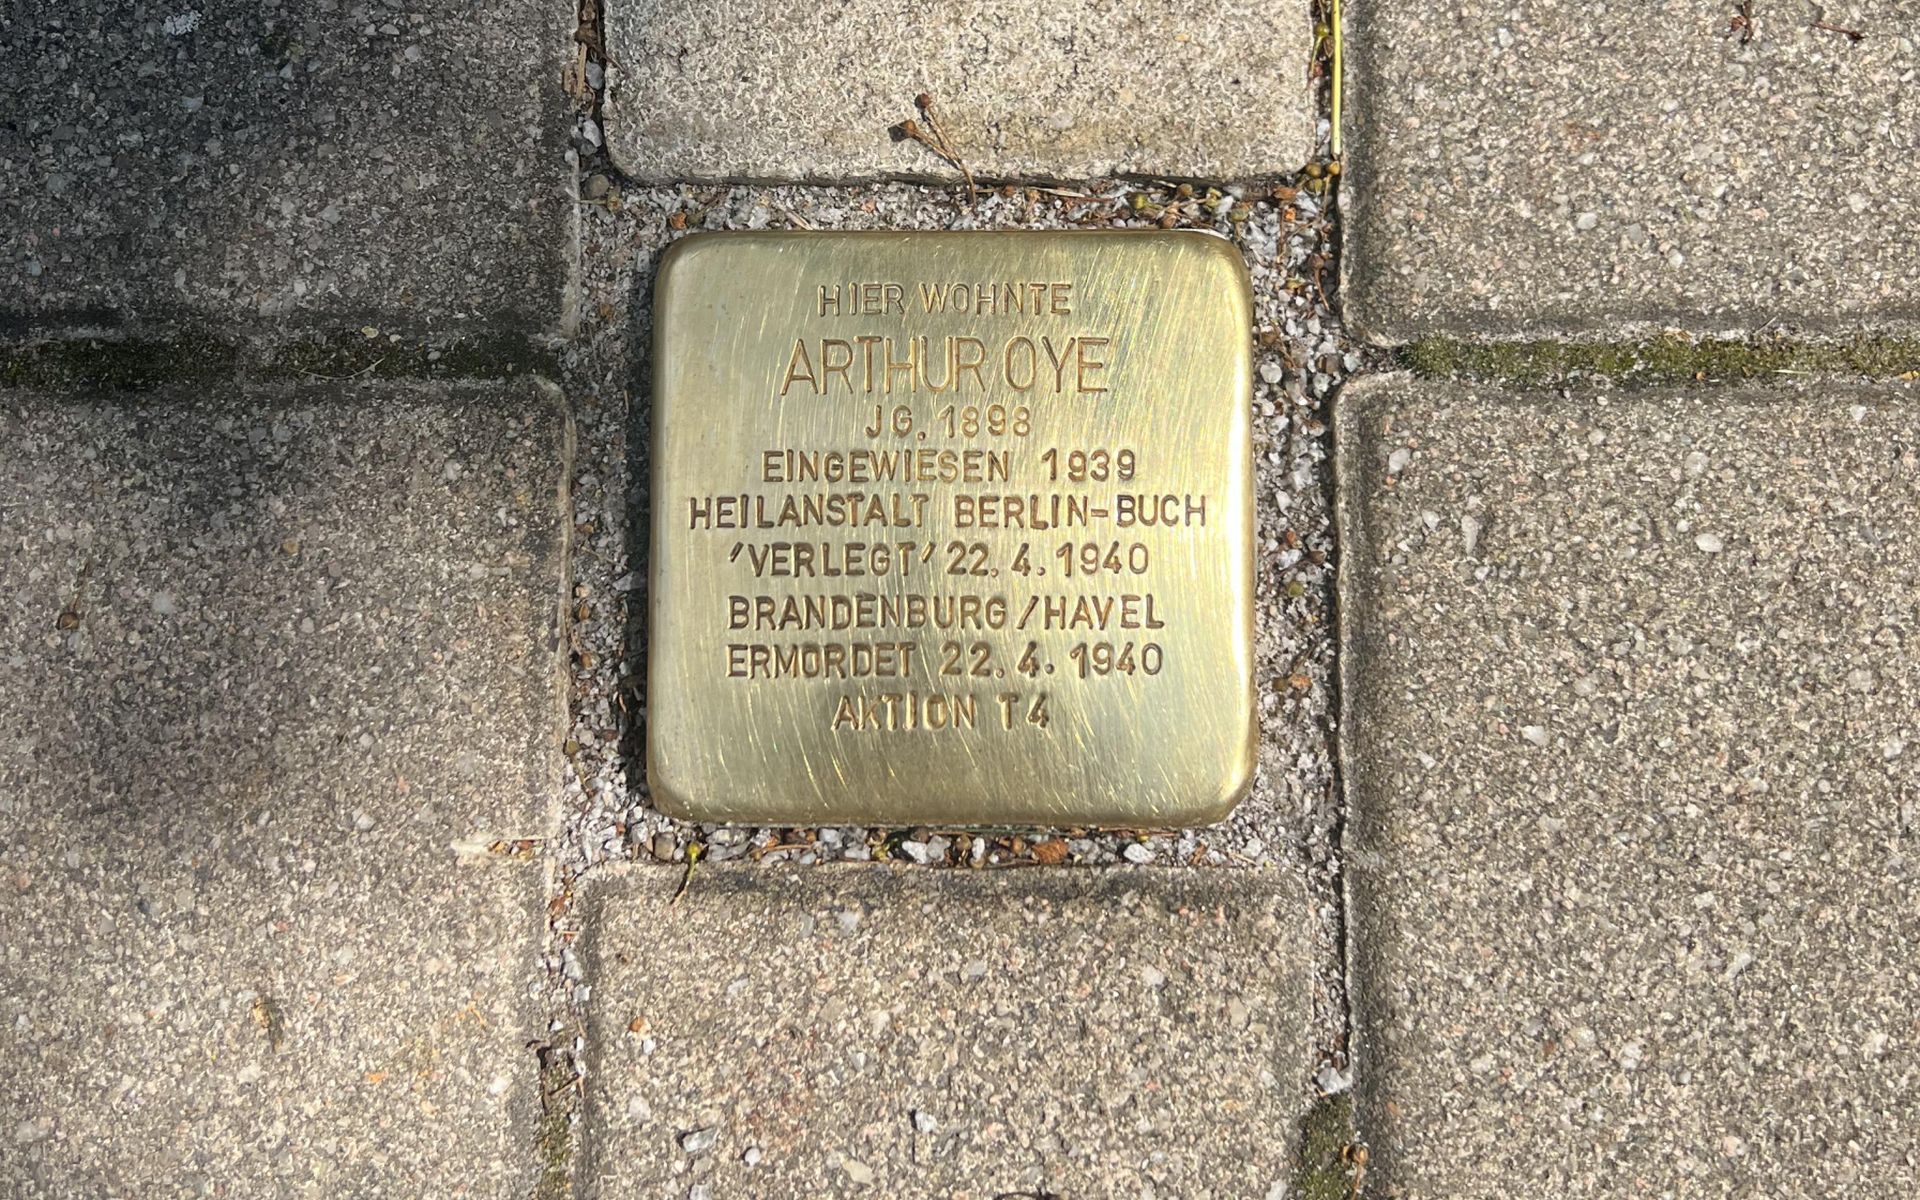 HIER WOHNTE
ARTHUR OYE
JG. 1898
EINGEWIESEN 1939
HEILANSTALT BERLIN-BUCH
'VERLEGT' 22.4.1940
BRANDENBURG/HAVEL
ERMORDET 22.4.1940
AKTION T4